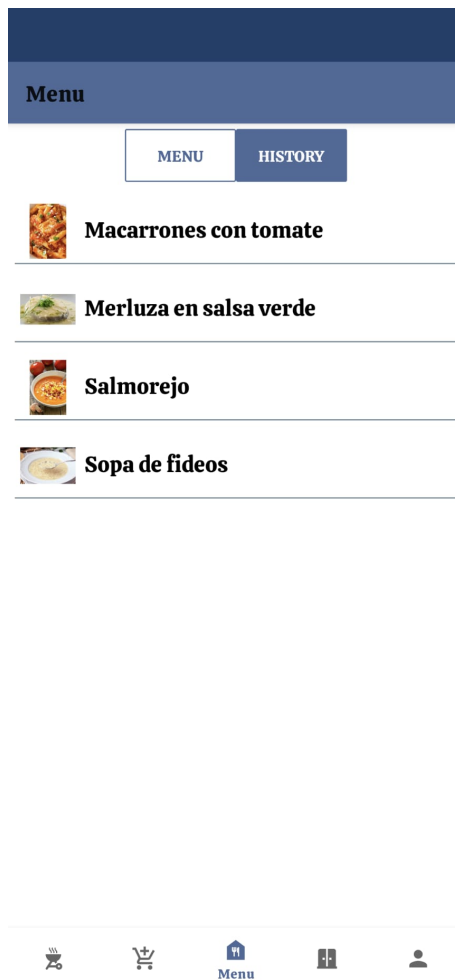 Menu
MENU
HISTORY
Macarrones con tomate
Merluza en salsa verde
Salmorejo
Sopa de fideos
Menu